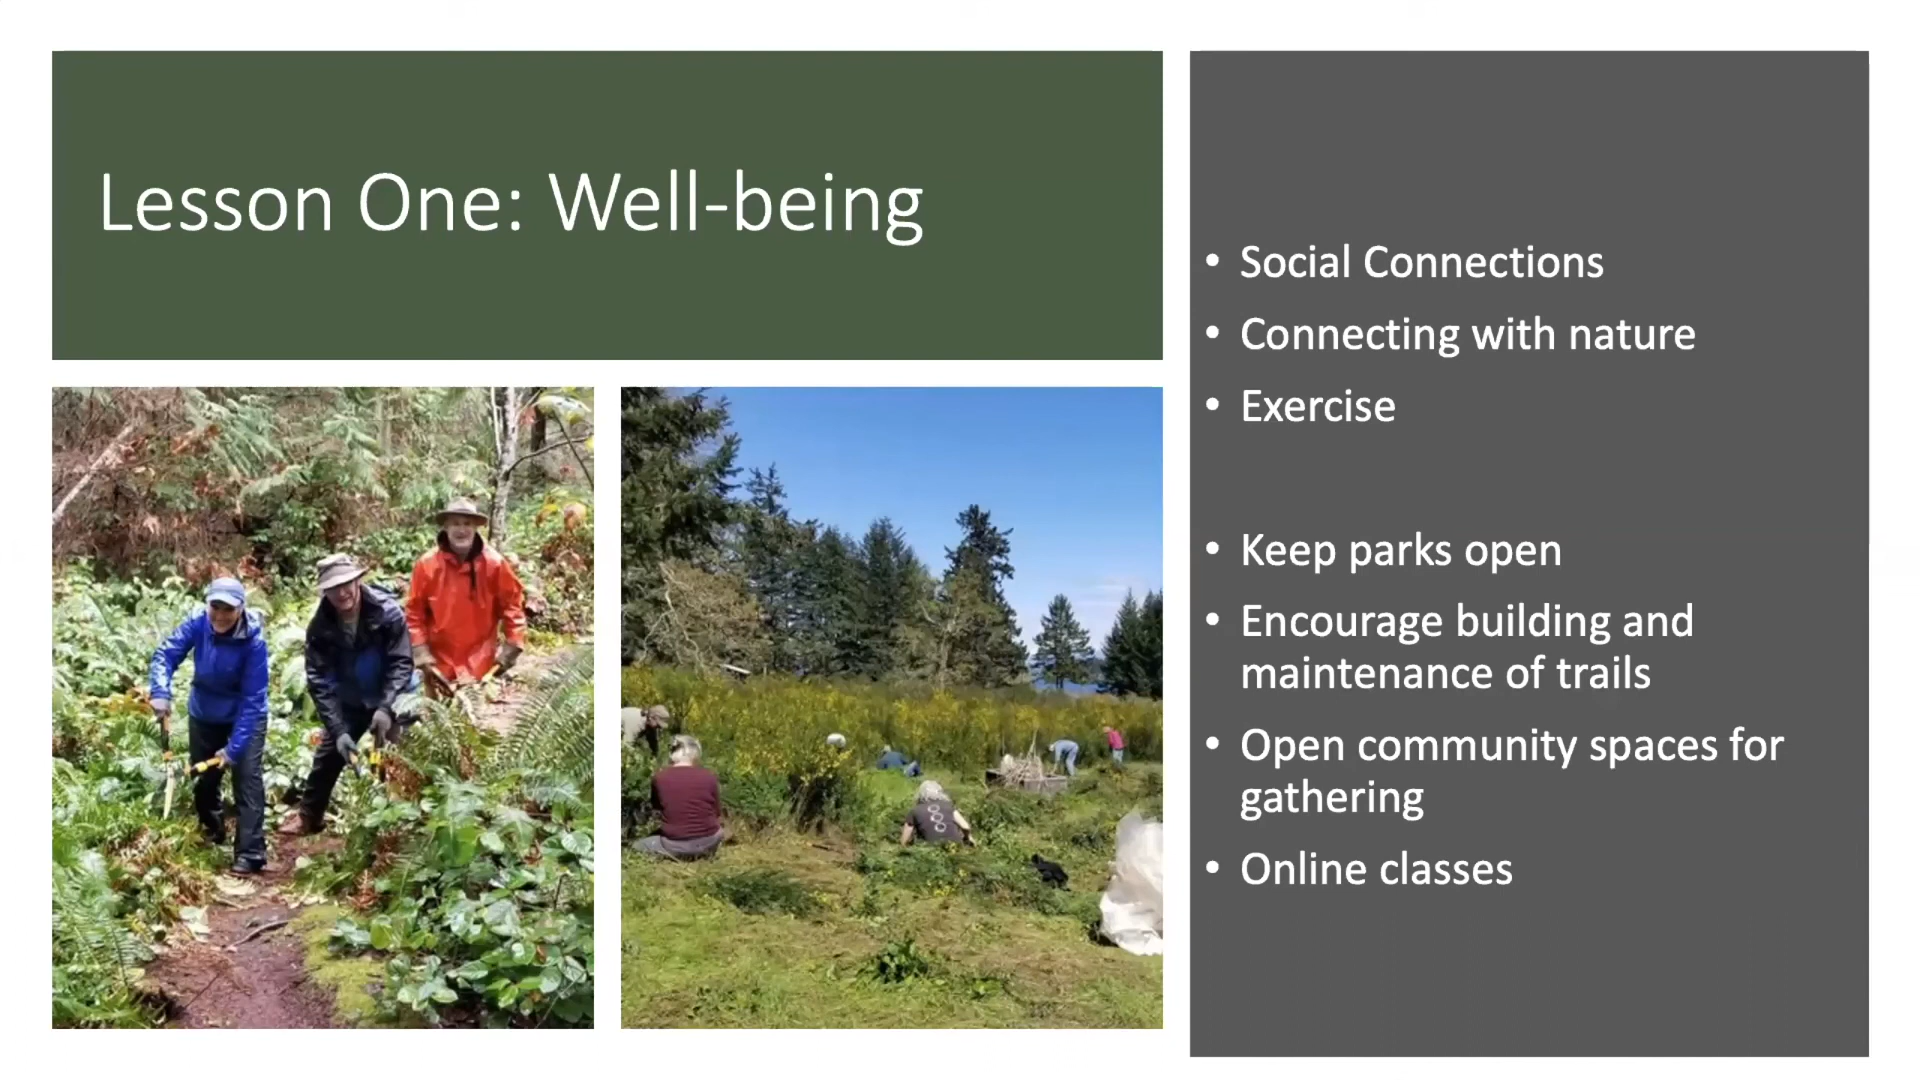 Lesson One: Well-being
• Social Connections
• Connecting with nature
• Exercise
• Keep parks open
• Encourage building and
maintenance of trails
• Open community spaces for
gathering
• Online classes